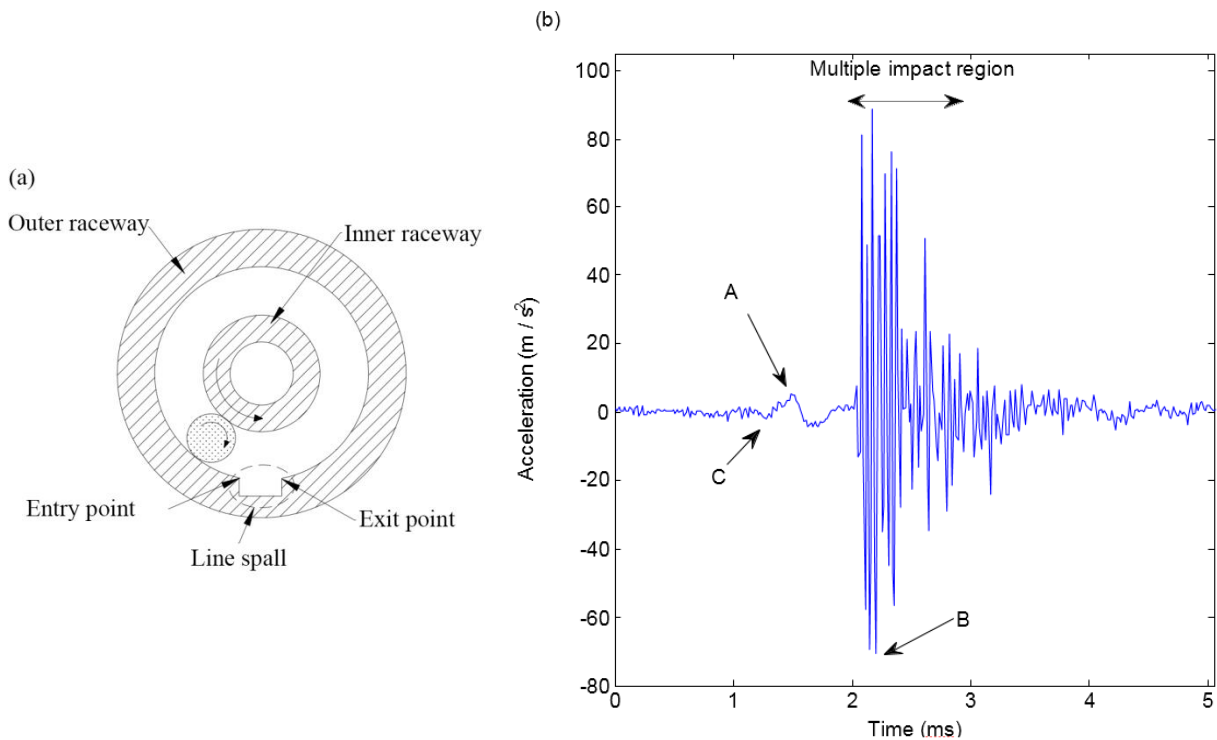 (a)
Outer raceway
Inner raceway
Entry point
Exit point
Line spall
(b)
Multiple impact region
A
C
B
Acceleration (m / s²)
100
80
60
40
20
0
-20
-40
-60
-80
0 1 2 3 4 5
Time (ms)